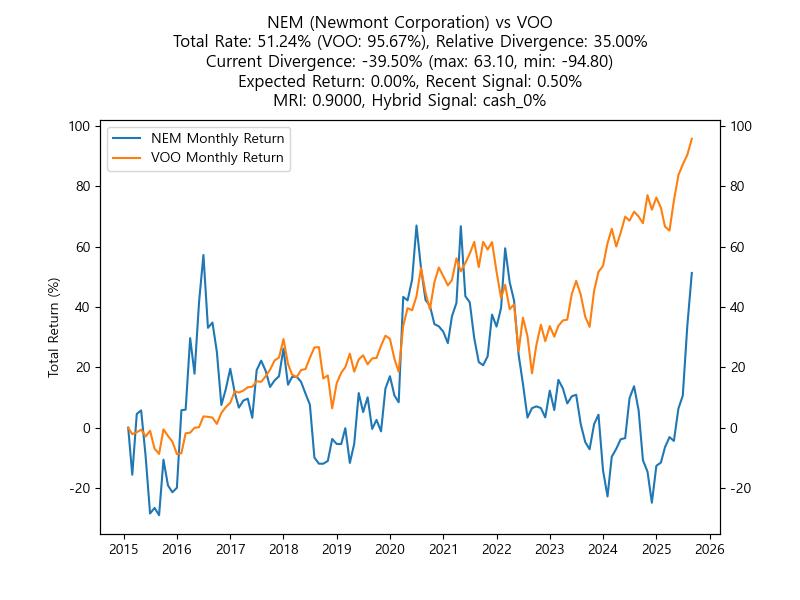 NEM (Newmont Corporation) vs VOO
Total Rate: 51.24% (VOO: 95.67%), Relative Divergence: 35.00%
Current Divergence: -39.50% (max: 63.10, min: -94.80)
Expected Return: 0.00%, Recent Signal: 0.50%
MRI: 0.9000, Hybrid Signal: cash_0%
NEM Monthly Return
VOO Monthly Return
Total Return (%)
100
80
60
40
20
0
-20
100
80
60
40
20
0
-20
2015 2016 2017 2018 2019 2020 2021 2022 2023 2024 2025 2026